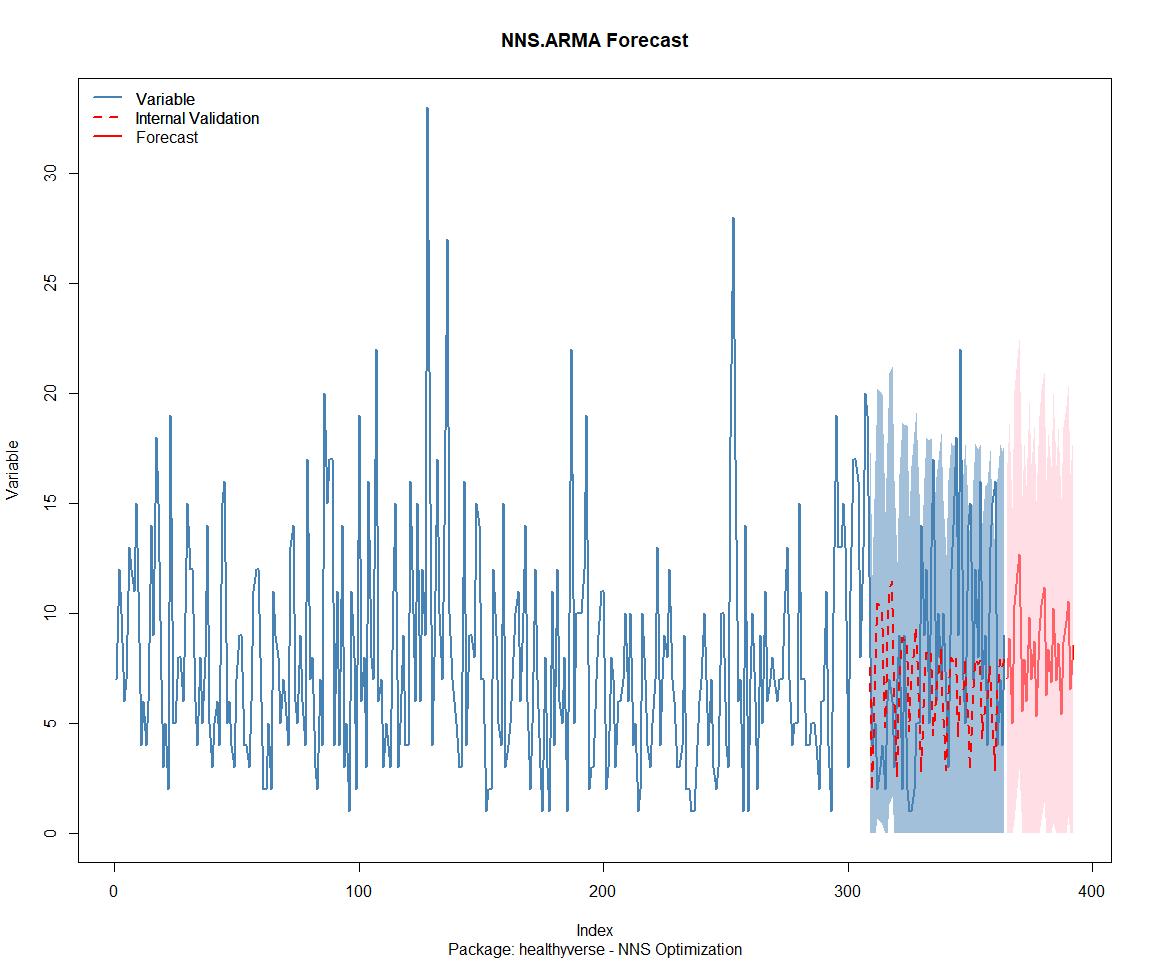 NNS.ARMA Forecast
Variable
Internal Validation
Forecast
Variable
30
25
20
15
10
5
0
0
100
200
300
400
Index
Package: healthyverse - NNS Optimization